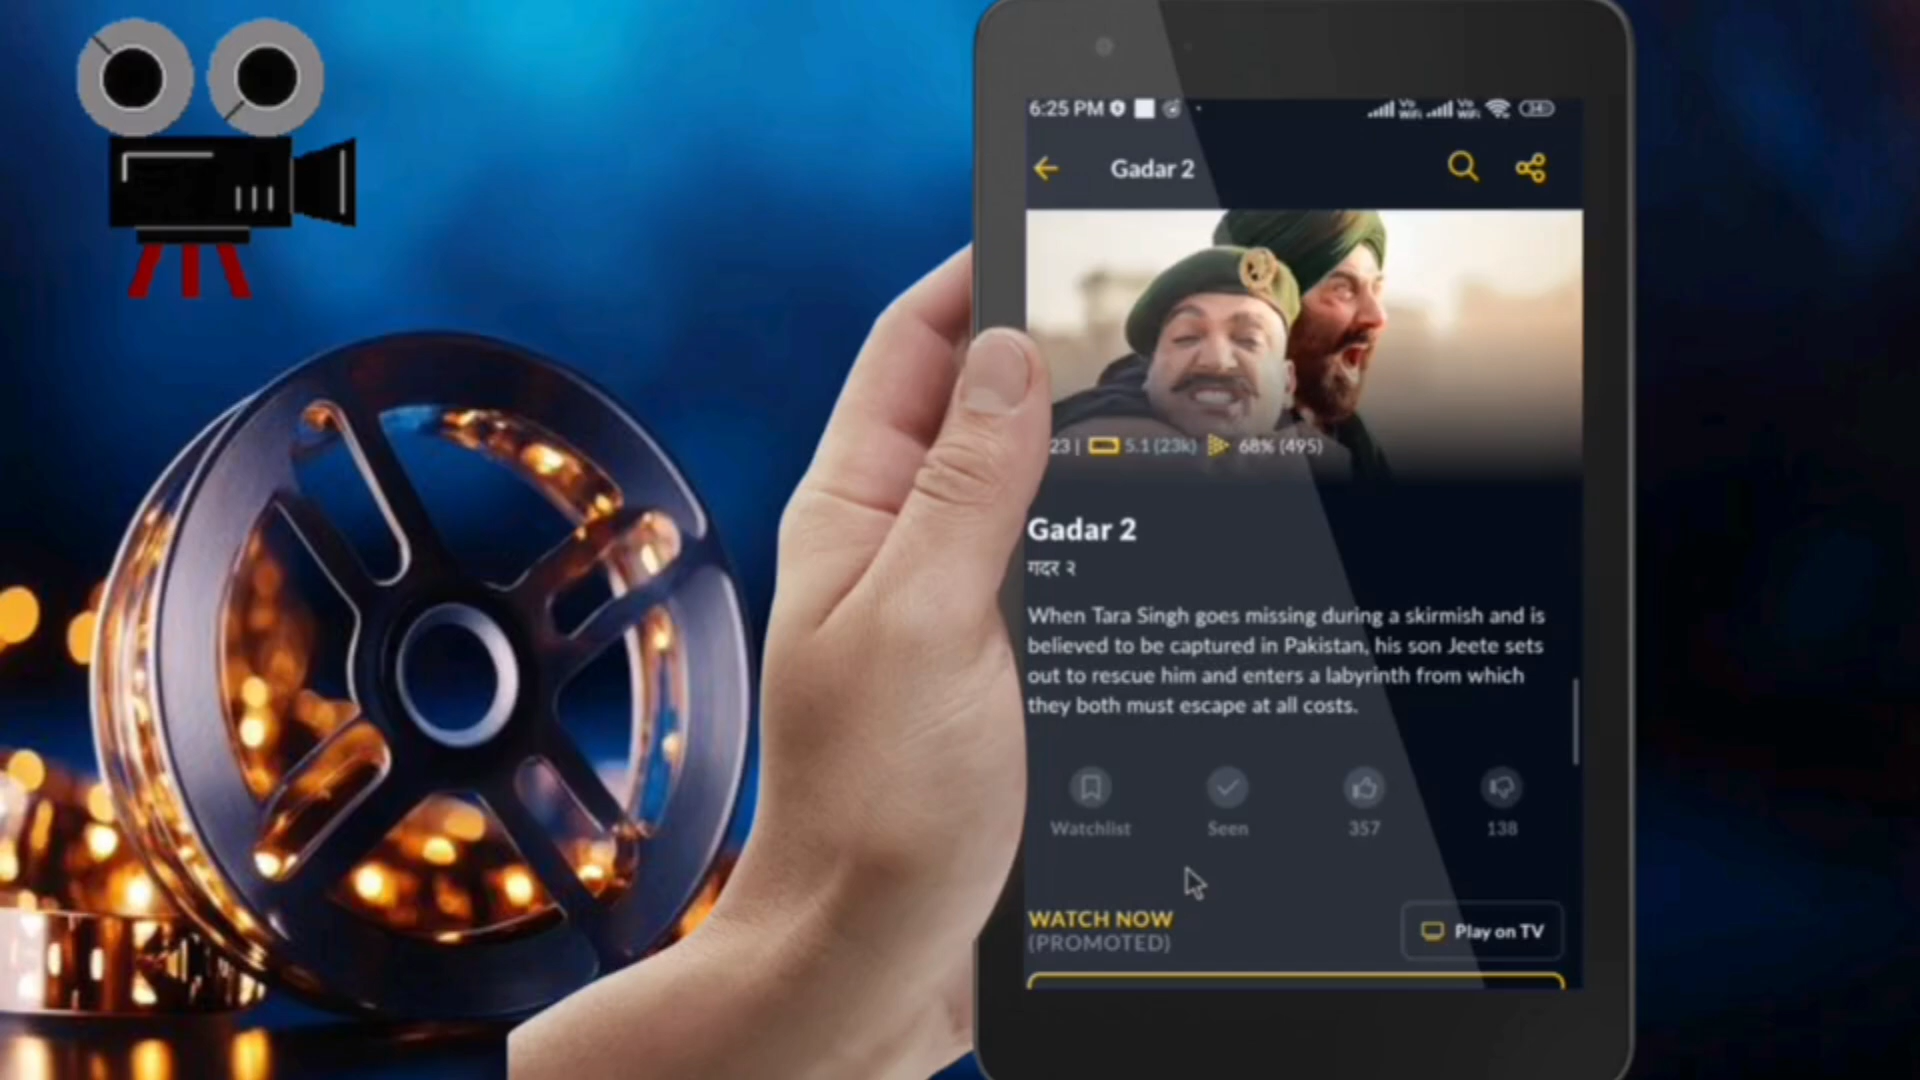 6:25 PM
Gadar 2
23 | 5.1 (23k) 68% (495)
Gadar 2
गदर २
When Tara Singh goes missing during a skirmish and is
believed to be captured in Pakistan, his son Jeete sets
out to rescue him and enters a labyrinth from which
they both must escape at all costs.
Watchlist Seen 357 138
WATCH NOW
(PROMOTED)
Play on TV